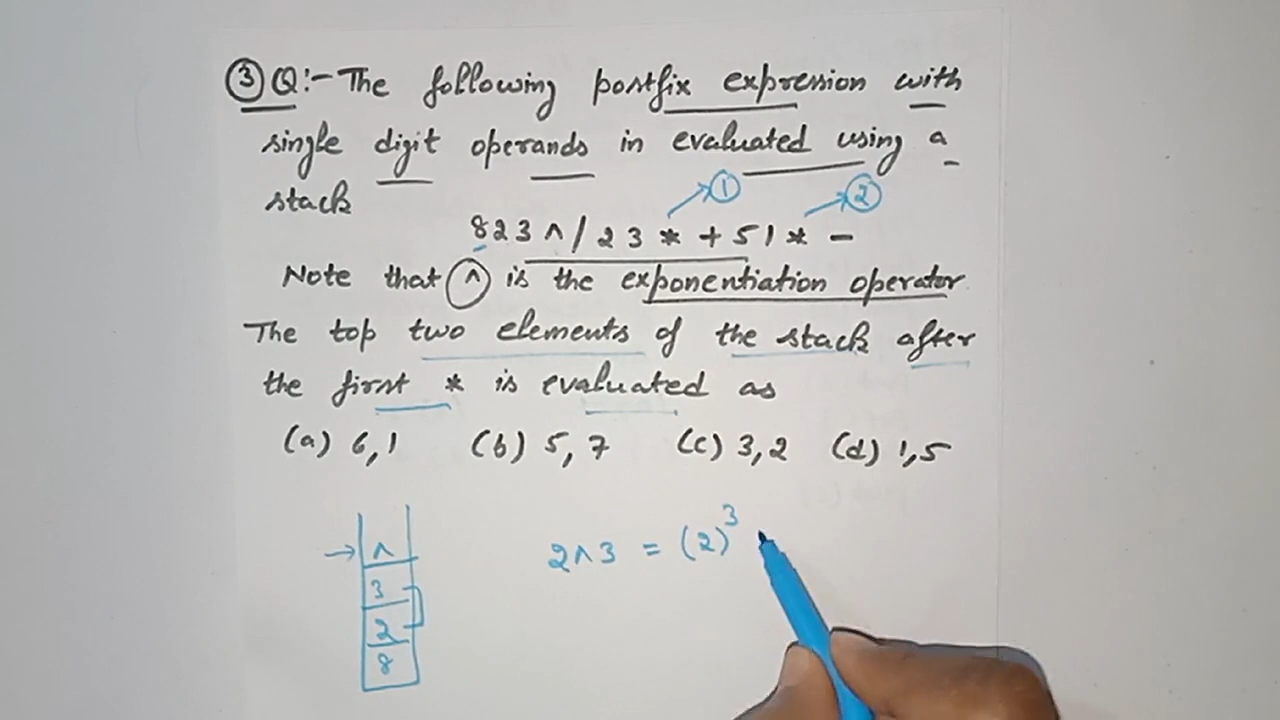 ③ Q:- The following postfix expression with
single digit operands in evaluated using a
stack
① ②
8 2 3 ^ / 2 3 * + 5 1 * -
Note that ^ is the exponentiation operator
The top two elements of the stack after
the first * is evaluated as
(a) 6,1 (b) 5,7 (c) 3,2 (d) 1,5
^
3
2
8
2^3 = (2)³